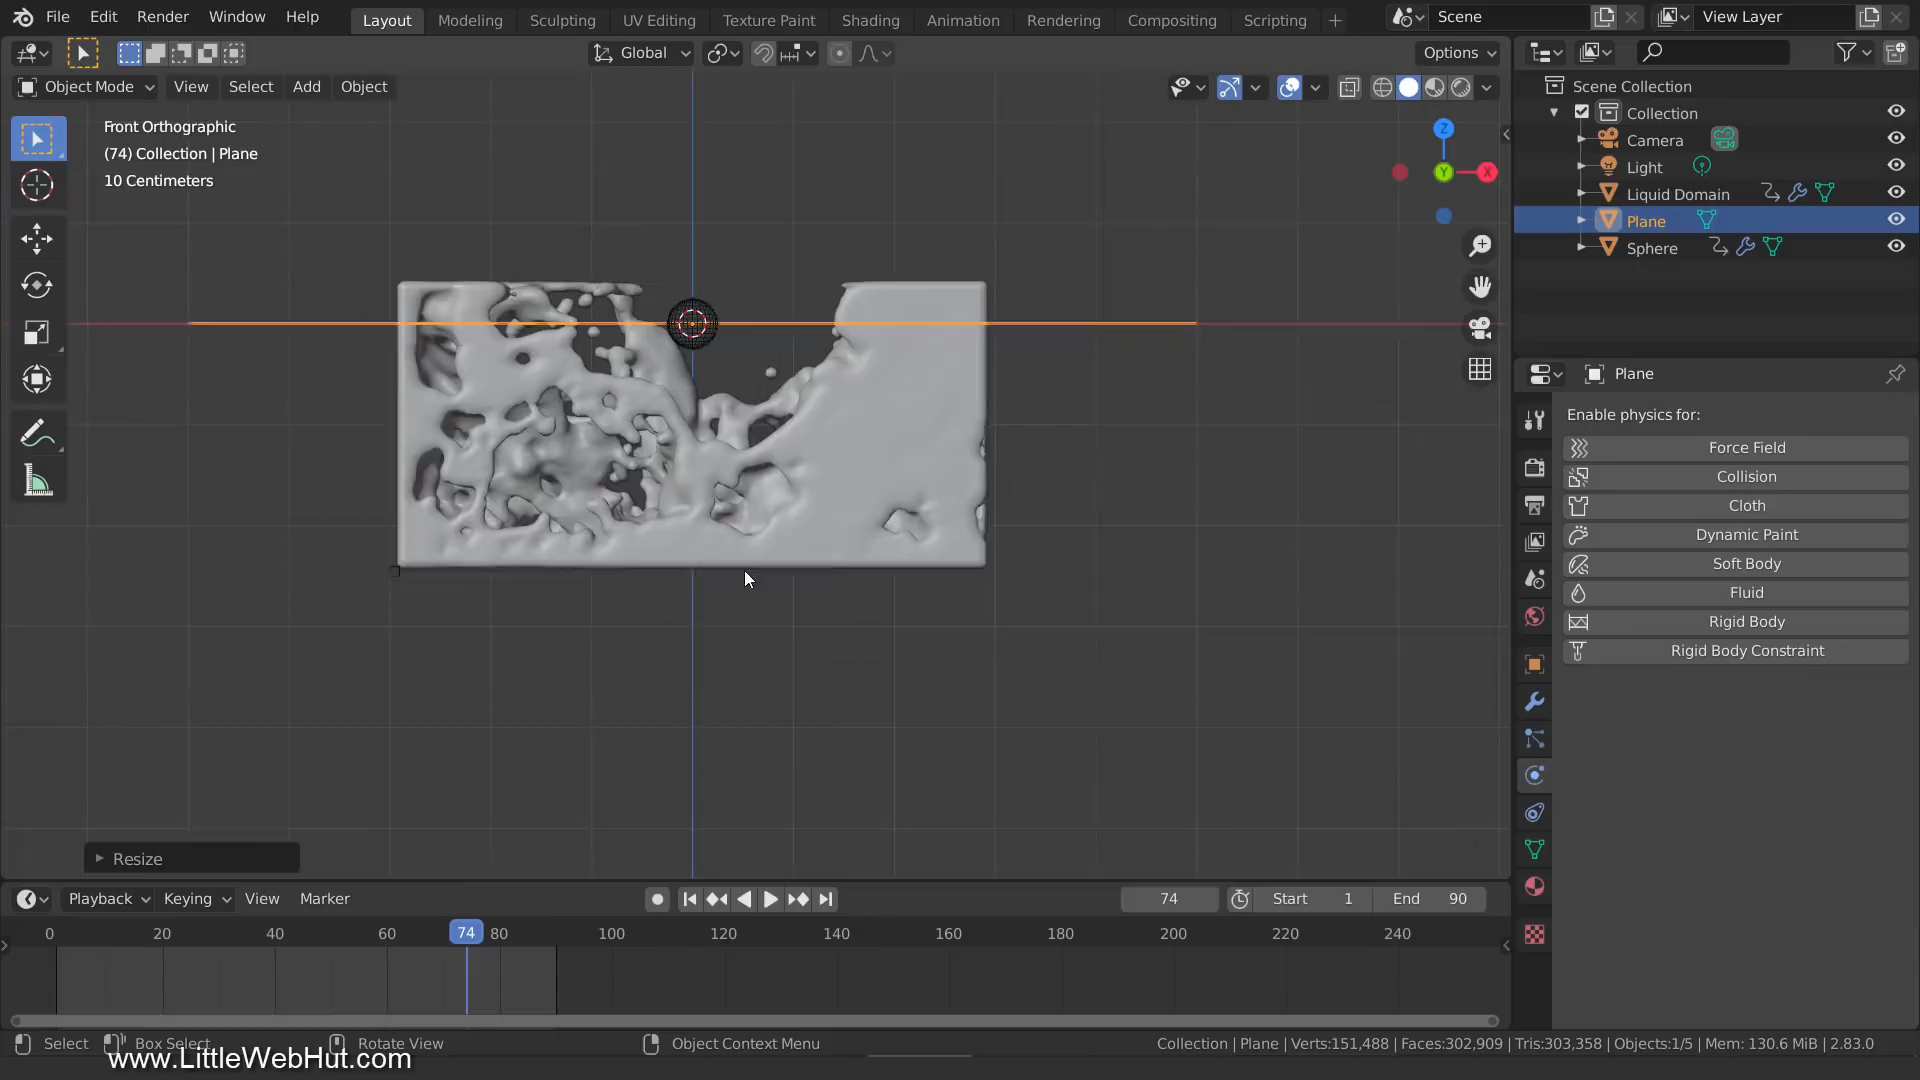 File Edit Render Window Help Layout Modeling Sculpting UV Editing Texture Paint Shading Animation Rendering Compositing Scripting + Scene View Layer
Global Options
Object Mode View Select Add Object
Front Orthographic
(74) Collection | Plane
10 Centimeters
Z
Y
X
Scene Collection
Collection
Camera
Light
Liquid Domain
Plane
Sphere
Plane
Enable physics for:
Force Field
Collision
Cloth
Dynamic Paint
Soft Body
Fluid
Rigid Body
Rigid Body Constraint
Resize
Playback Keying View Marker 74 Start 1 End 90
0 20 40 60 74 80 100 120 140 160 180 200 220 240
Select Box Select Rotate View Object Context Menu Collection | Plane | Verts:151,488 | Faces:302,909 | Tris:303,358 | Objects:1/5 | Mem: 130.6 MiB | 2.83.0
www.LittleWebHut.com